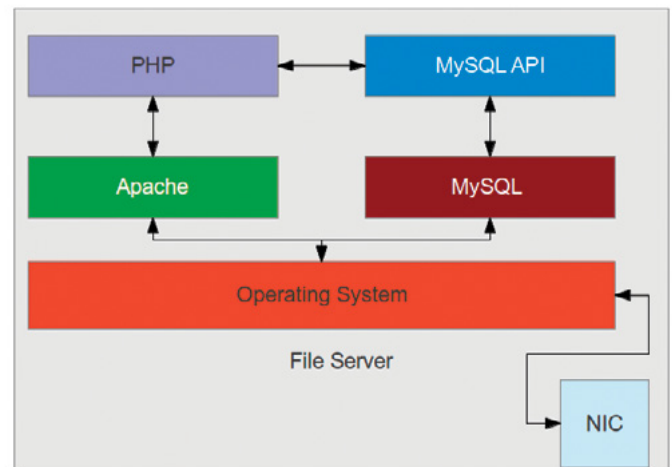 PHP
MySQL API
Apache
MySQL
Operating System
File Server
NIC